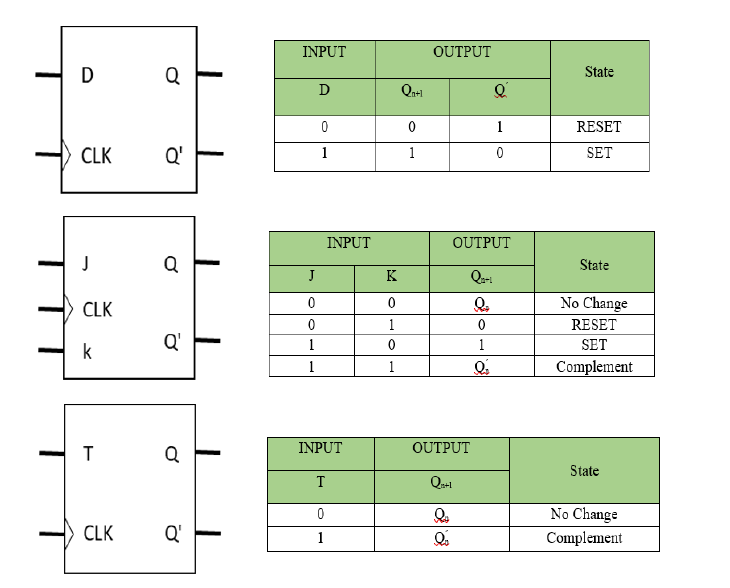 D Q
CLK Q'
INPUT OUTPUT State
D Qn+1 Q′
0 0 1 RESET
1 1 0 SET
J Q
CLK
k Q'
INPUT OUTPUT State
J K Qn+1
0 0 Qn No Change
0 1 0 RESET
1 0 1 SET
1 1 Q′n Complement
T Q
CLK Q'
INPUT OUTPUT State
T Qn+1
0 Qn No Change
1 Q′n Complement